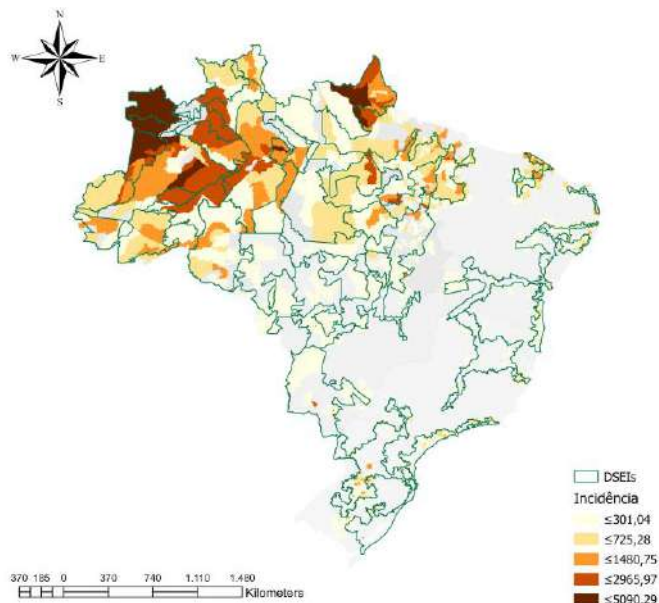 N
W E
S
DSEIs
Incidência
≤301,04
≤725,28
≤1480,75
≤2965,97
≤5090,29
370 185 0 370 740 1.110 1.480
Kilometers